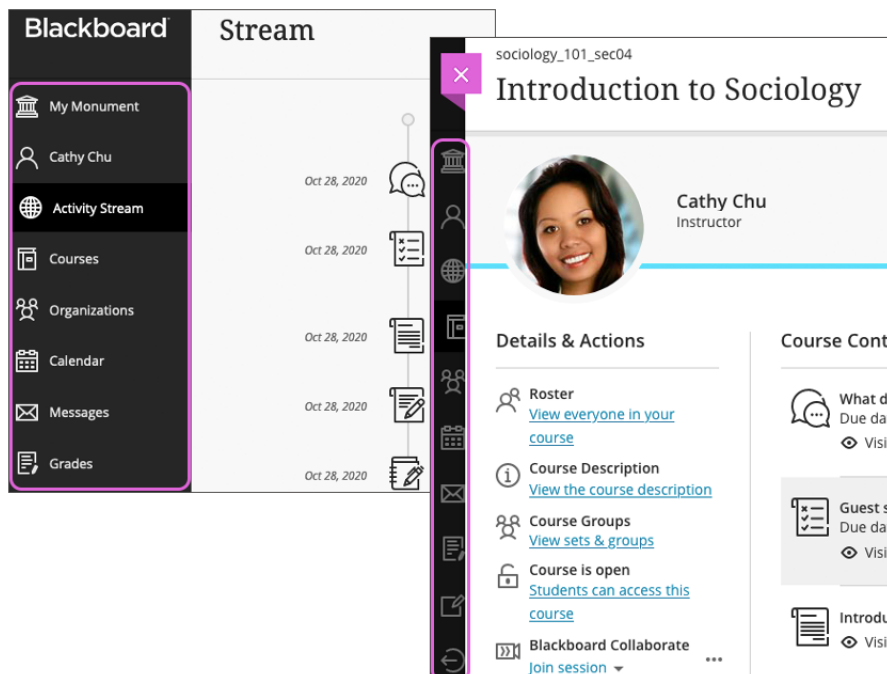 Blackboard
Stream
My Monument
Cathy Chu
Activity Stream
Courses
Organizations
Calendar
Messages
Grades
Oct 28, 2020
Oct 28, 2020
Oct 28, 2020
Oct 28, 2020
Oct 28, 2020
sociology_101_sec04
Introduction to Sociology
Cathy Chu
Instructor
Details & Actions
Roster
View everyone in your
course
Course Description
View the course description
Course Groups
View sets & groups
Course is open
Students can access this
course
Blackboard Collaborate
Join session
Course Cont
What d
Due da
Visi
Guest s
Due da
Visi
Introdu
Visi